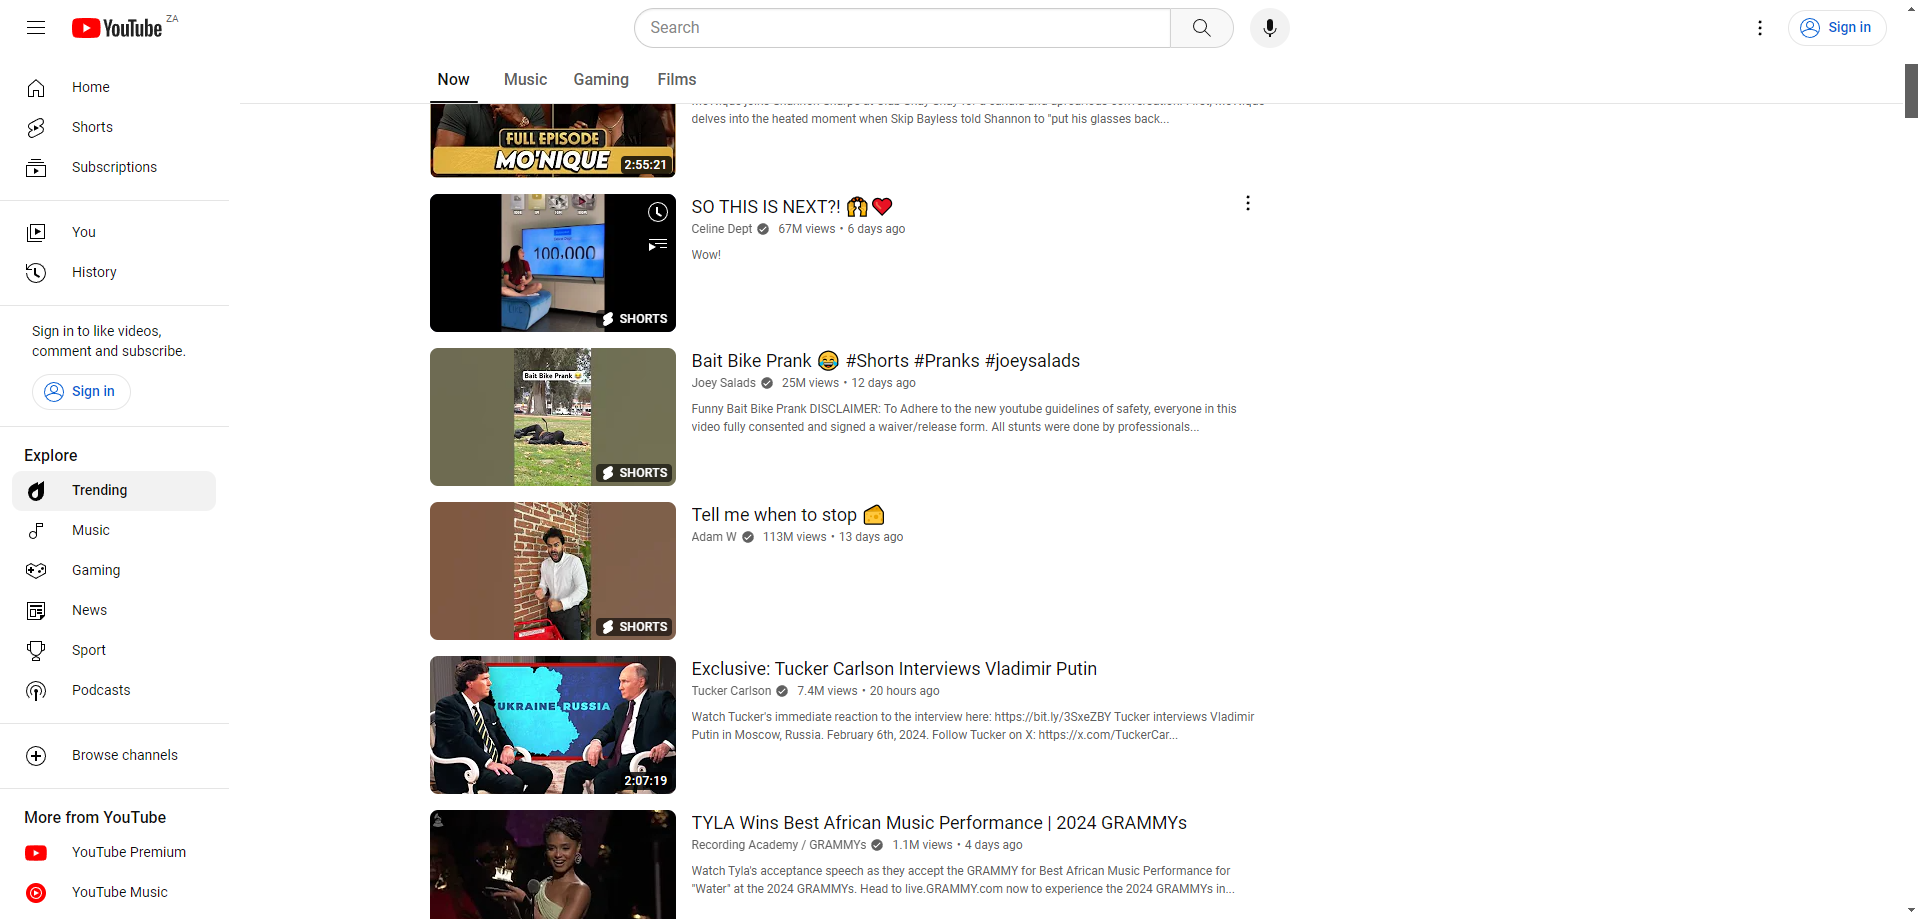 YouTube ZA
Search
Sign in
Home
Shorts
Subscriptions
You
History
Sign in to like videos,
comment and subscribe.
Sign in
Explore
Trending
Music
Gaming
News
Sport
Podcasts
Browse channels
More from YouTube
YouTube Premium
YouTube Music
Now Music Gaming Films
FULL EPISODE
MO'NIQUE
2:55:21
delves into the heated moment when Skip Bayless told Shannon to "put his glasses back...
100,000
SHORTS
SO THIS IS NEXT?! 🙌❤️
Celine Dept 67M views • 6 days ago
Wow!
Bait Bike Prank 😂
SHORTS
Bait Bike Prank 😂 #Shorts #Pranks #joeysalads
Joey Salads 25M views • 12 days ago
Funny Bait Bike Prank DISCLAIMER: To Adhere to the new youtube guidelines of safety, everyone in this
video fully consented and signed a waiver/release form. All stunts were done by professionals...
SHORTS
Tell me when to stop 🧀
Adam W 113M views • 13 days ago
UKRAINE RUSSIA
2:07:19
Exclusive: Tucker Carlson Interviews Vladimir Putin
Tucker Carlson 7.4M views • 20 hours ago
Watch Tucker's immediate reaction to the interview here: https://bit.ly/3SxeZBY Tucker interviews Vladimir
Putin in Moscow, Russia. February 6th, 2024. Follow Tucker on X: https://x.com/TuckerCar...
TYLA Wins Best African Music Performance | 2024 GRAMMYs
Recording Academy / GRAMMYs 1.1M views • 4 days ago
Watch Tyla's acceptance speech as they accept the GRAMMY for Best African Music Performance for
"Water" at the 2024 GRAMMYs. Head to live.GRAMMY.com now to experience the 2024 GRAMMYs in...